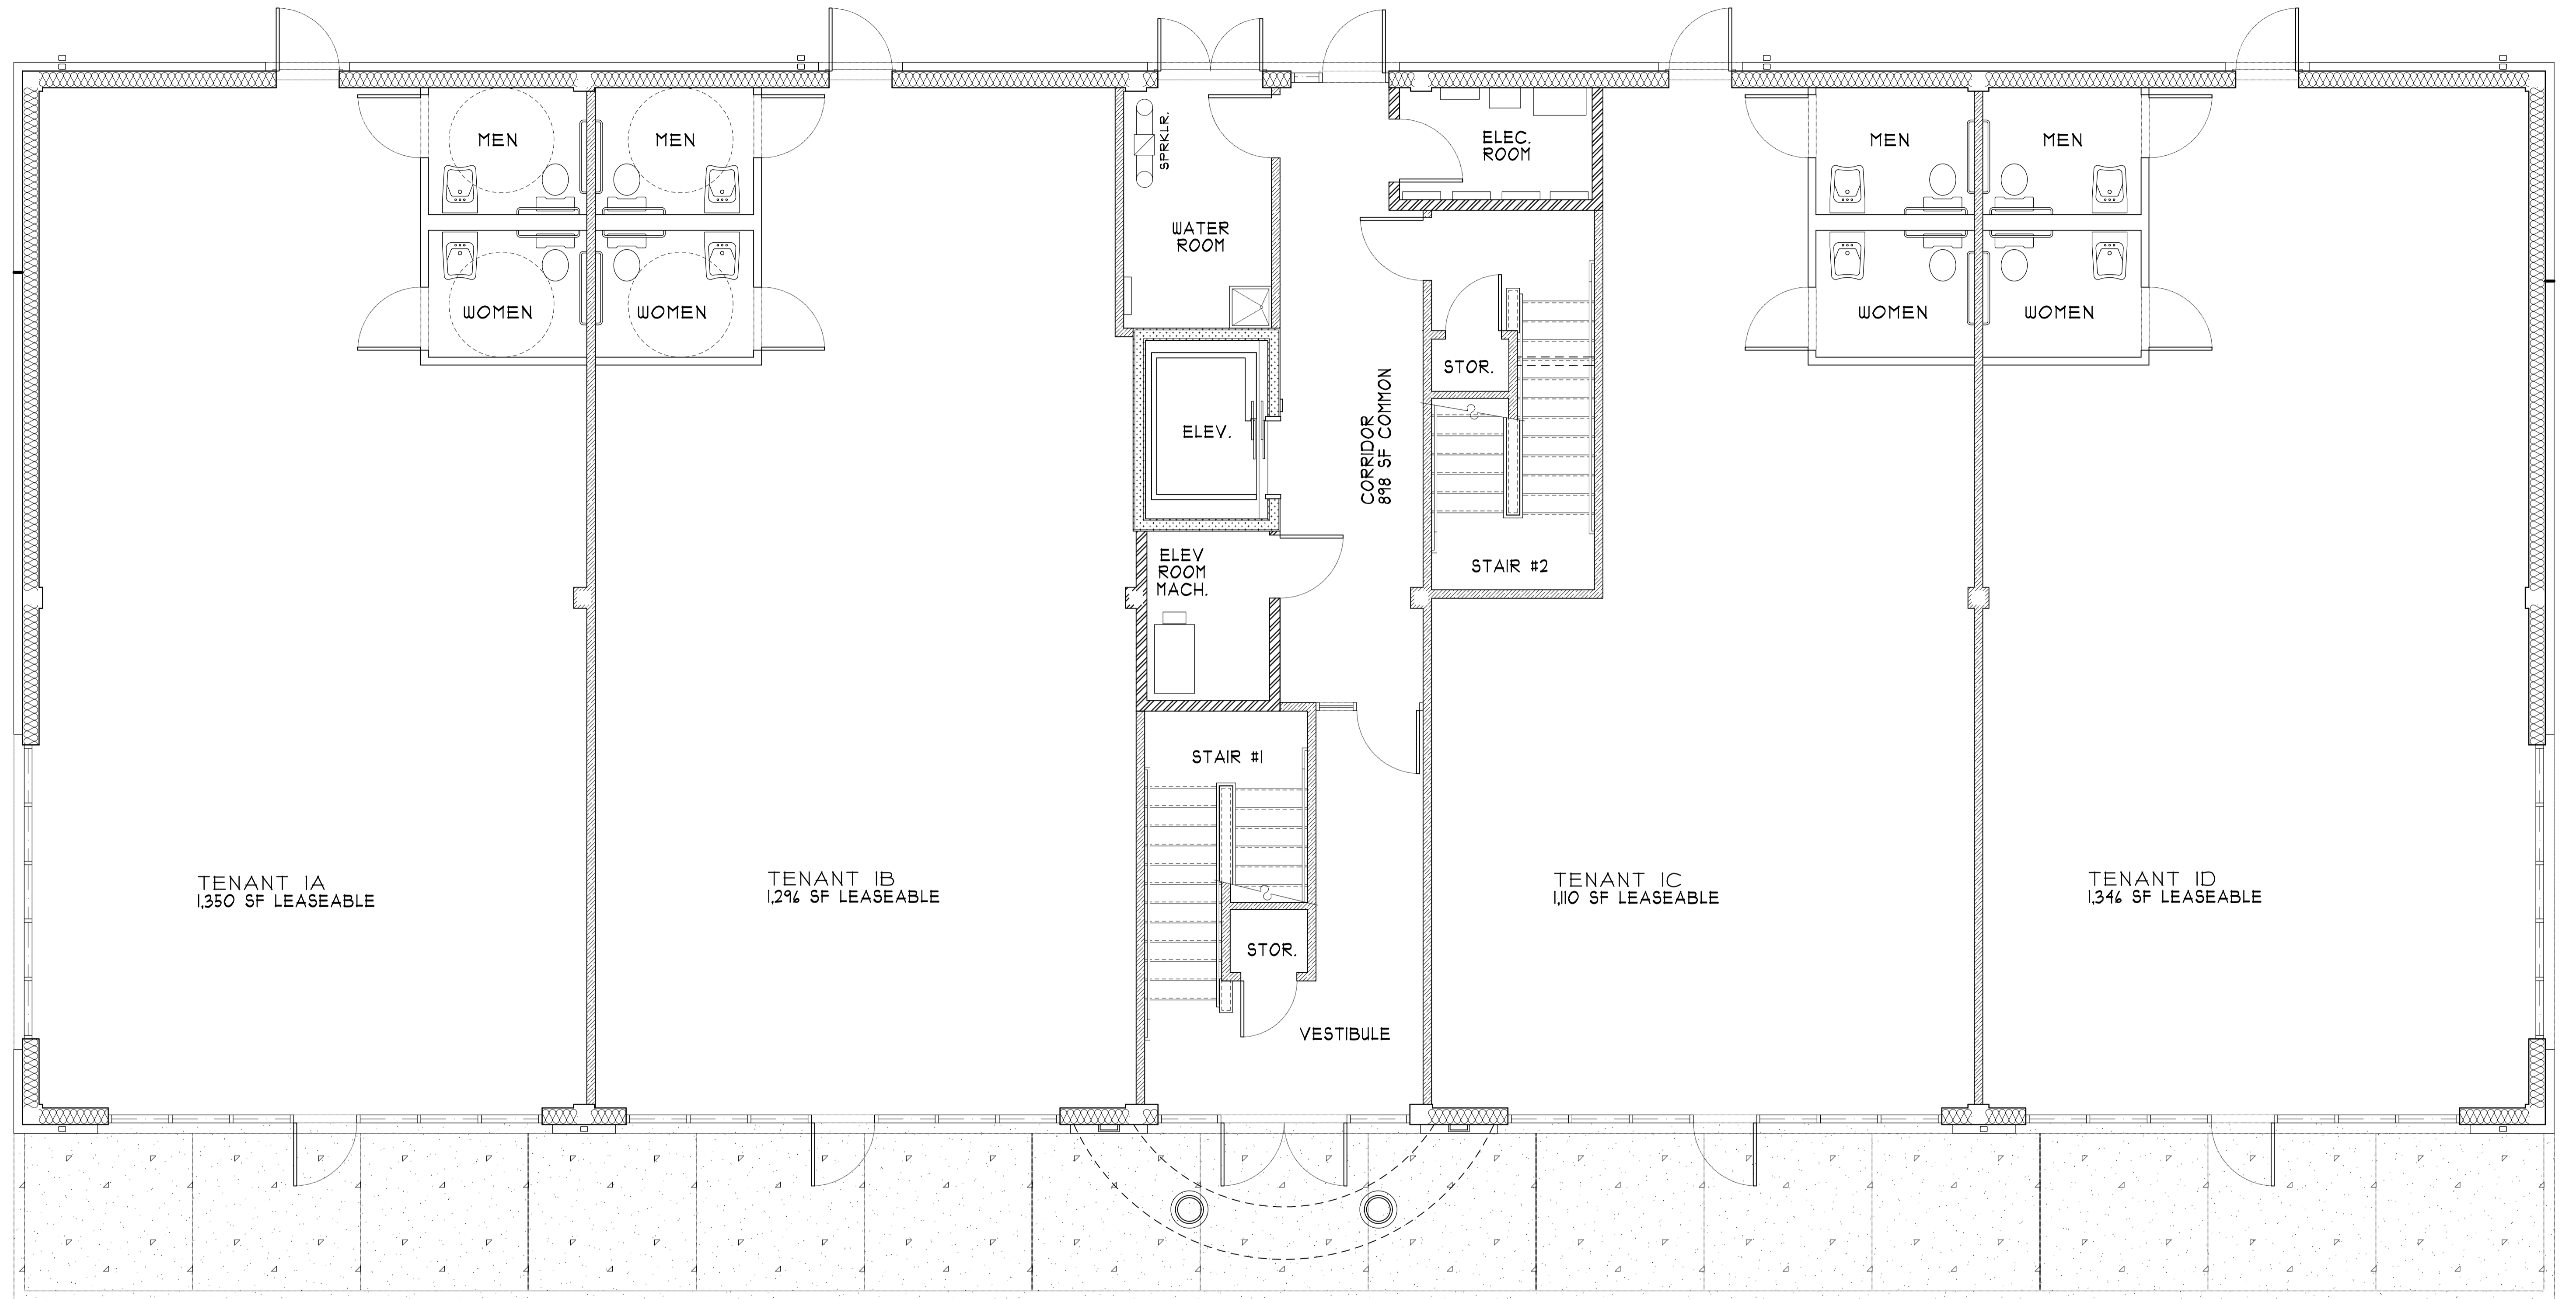 MEN
MEN
SPRKLR.
ELEC.
ROOM
MEN
MEN
WATER
ROOM
WOMEN
WOMEN
WOMEN
WOMEN
STOR.
ELEV.
CORRIDOR
898 SF COMMON
ELEV
ROOM
MACH.
STAIR #2
STAIR #1
TENANT 1A
1,350 SF LEASEABLE
TENANT 1B
1,296 SF LEASEABLE
TENANT 1C
1,110 SF LEASEABLE
TENANT 1D
1,346 SF LEASEABLE
STOR.
VESTIBULE